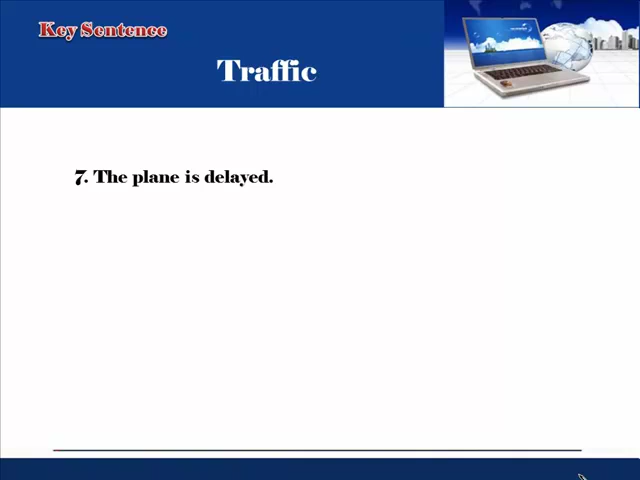 Key Sentence
Traffic
7. The plane is delayed.